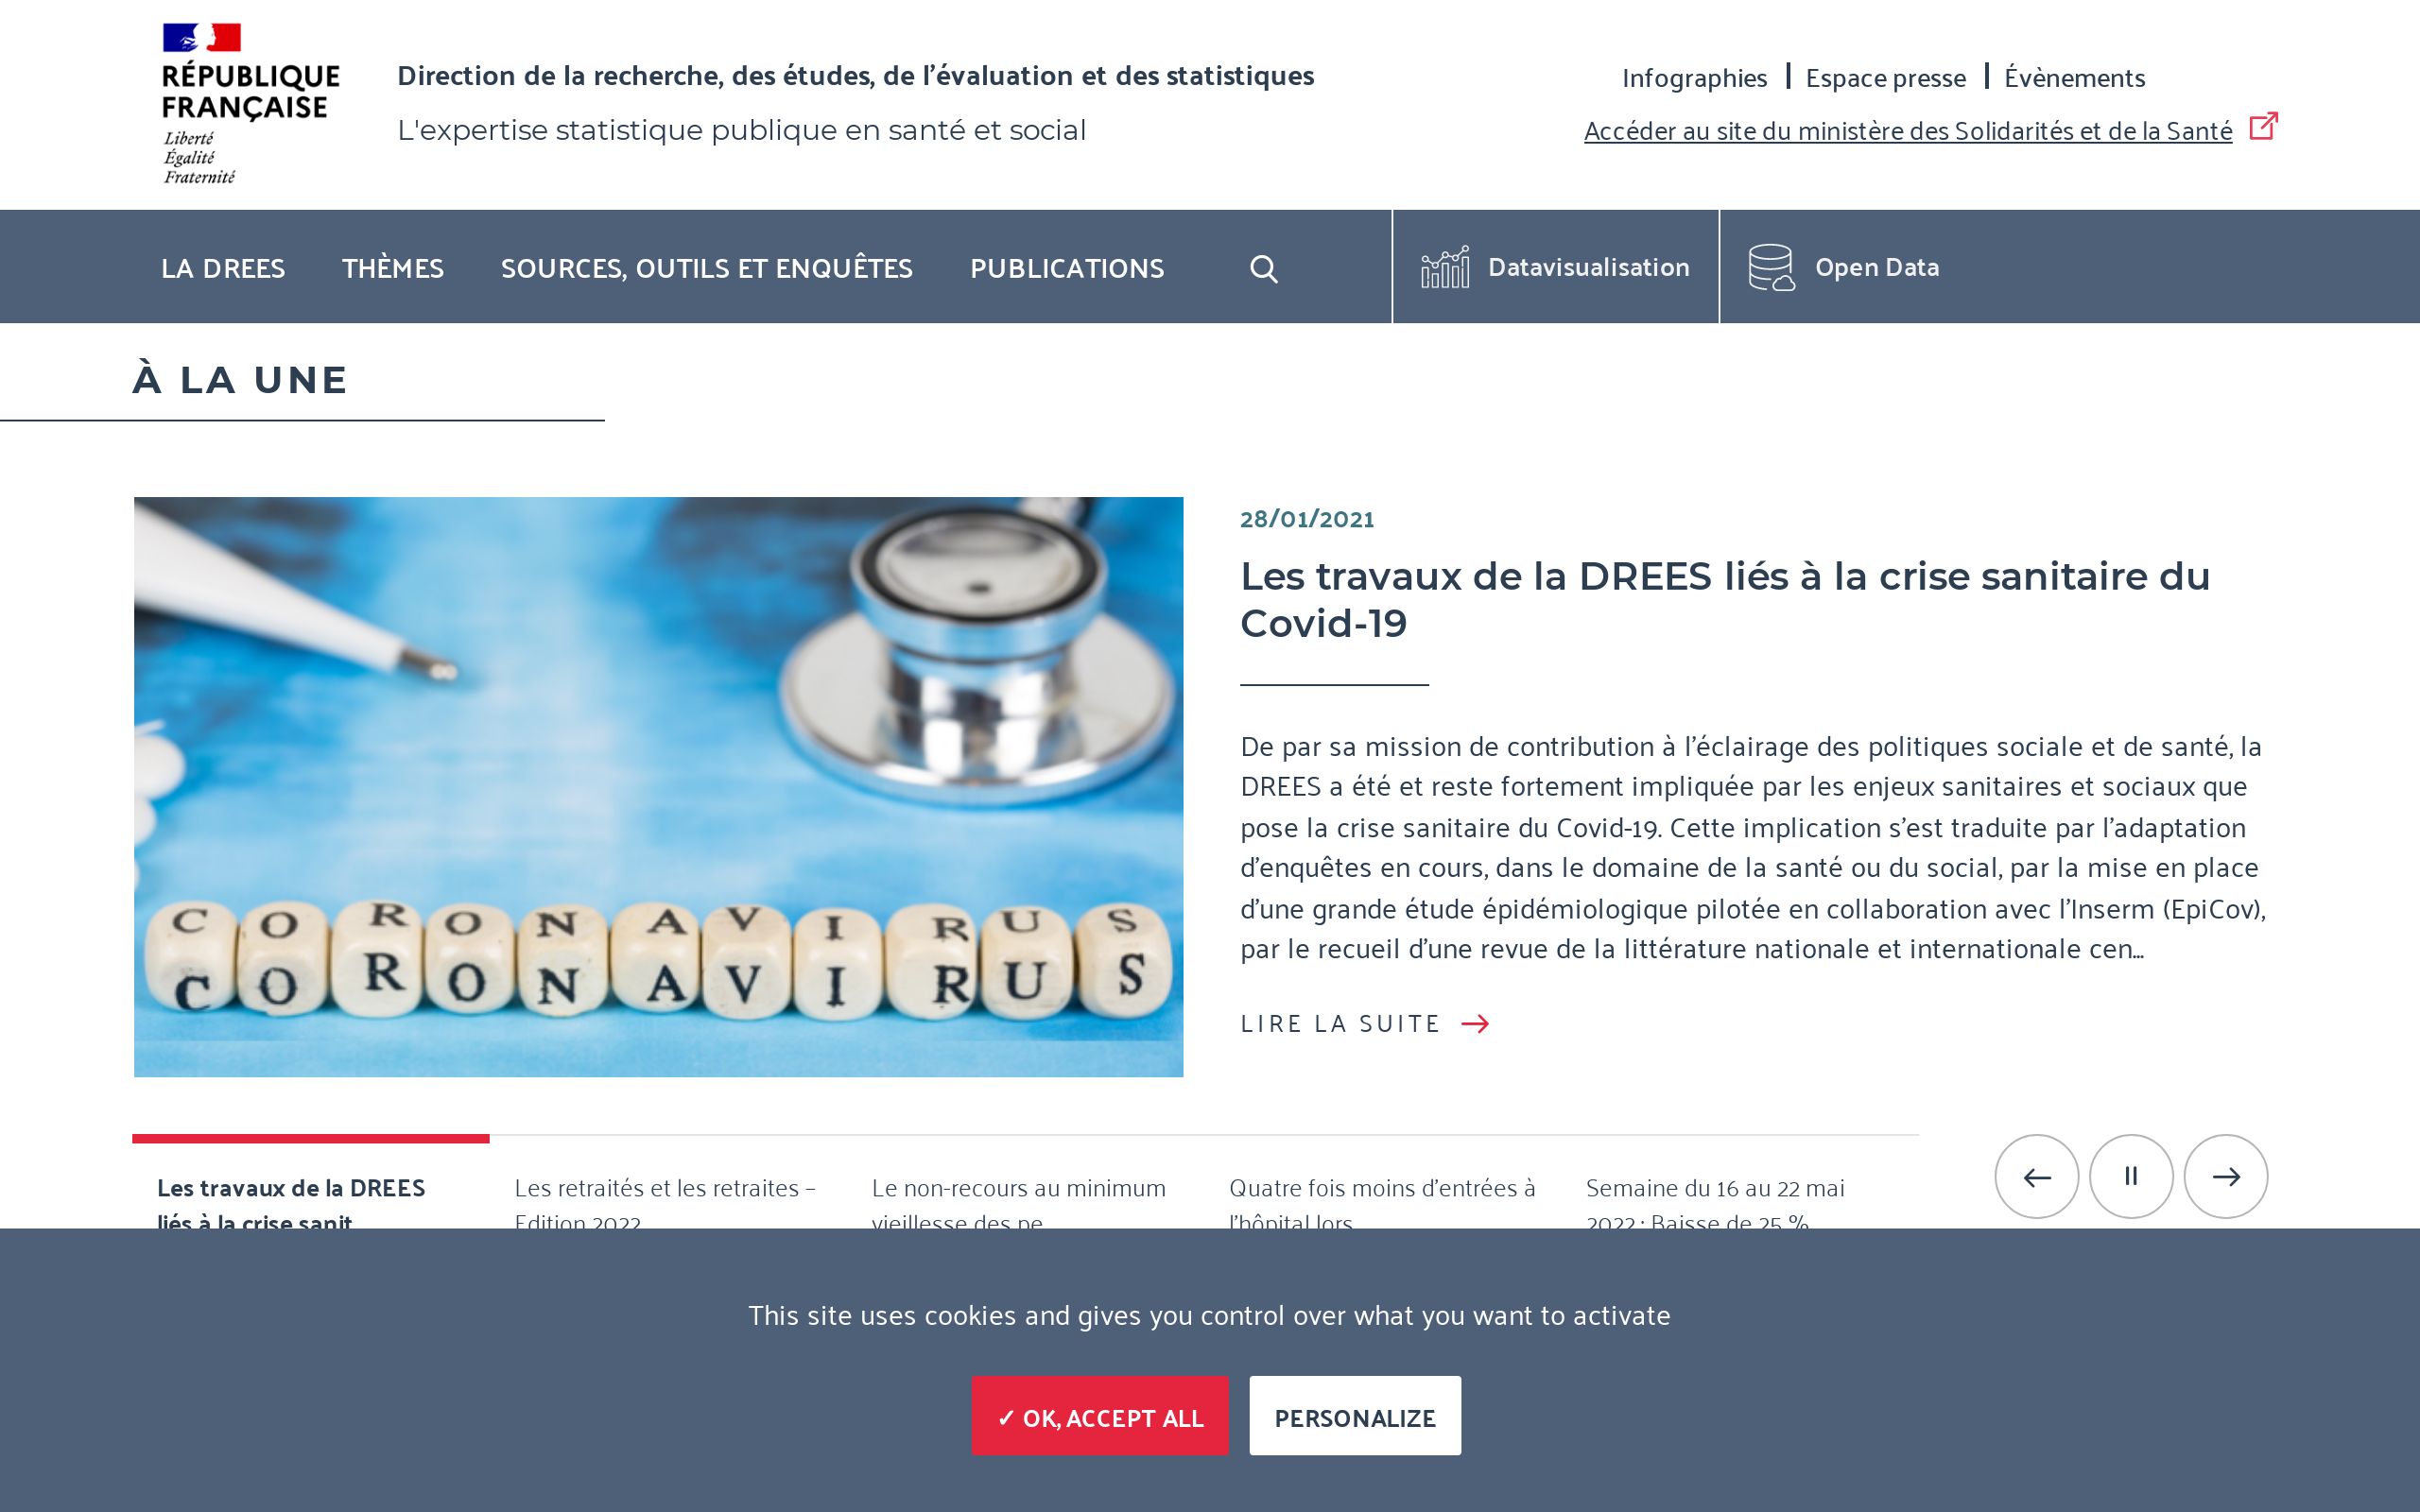 RÉPUBLIQUE
FRANÇAISE
Liberté
Égalité
Fraternité
Direction de la recherche, des études, de l’évaluation et des statistiques
L'expertise statistique publique en santé et social
Infographies
Espace presse
Évènements
Accéder au site du ministère des Solidarités et de la Santé
LA DREES
THÈMES
SOURCES, OUTILS ET ENQUÊTES
PUBLICATIONS
Datavisualisation
Open Data
À LA UNE
CORONAVIRUS
CORONAVIRUS
28/01/2021
Les travaux de la DREES liés à la crise sanitaire du
Covid-19
De par sa mission de contribution à l’éclairage des politiques sociale et de santé, la
DREES a été et reste fortement impliquée par les enjeux sanitaires et sociaux que
pose la crise sanitaire du Covid-19. Cette implication s’est traduite par l’adaptation
d’enquêtes en cours, dans le domaine de la santé ou du social, par la mise en place
d’une grande étude épidémiologique pilotée en collaboration avec l’Inserm (EpiCov),
par le recueil d’une revue de la littérature nationale et internationale cen...
LIRE LA SUITE
Les travaux de la DREES
liés à la crise sanit
Les retraités et les retraites –
Edition 2022
Le non-recours au minimum
vieillesse des pe
Quatre fois moins d’entrées à
l’hôpital lors
Semaine du 16 au 22 mai
2022 : Baisse de 25 %
This site uses cookies and gives you control over what you want to activate
✓ OK, ACCEPT ALL
PERSONALIZE